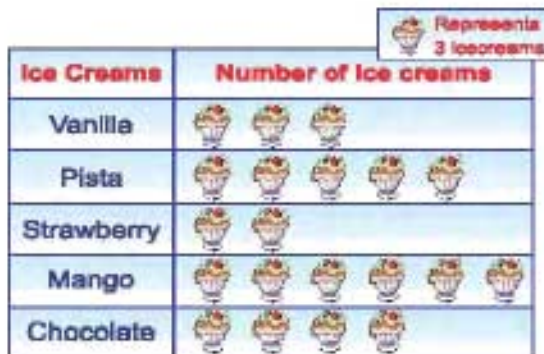 Represents
3 icecreams
Ice Creams
Number of Ice creams
Vanilla
Pista
Strawberry
Mango
Chocolate